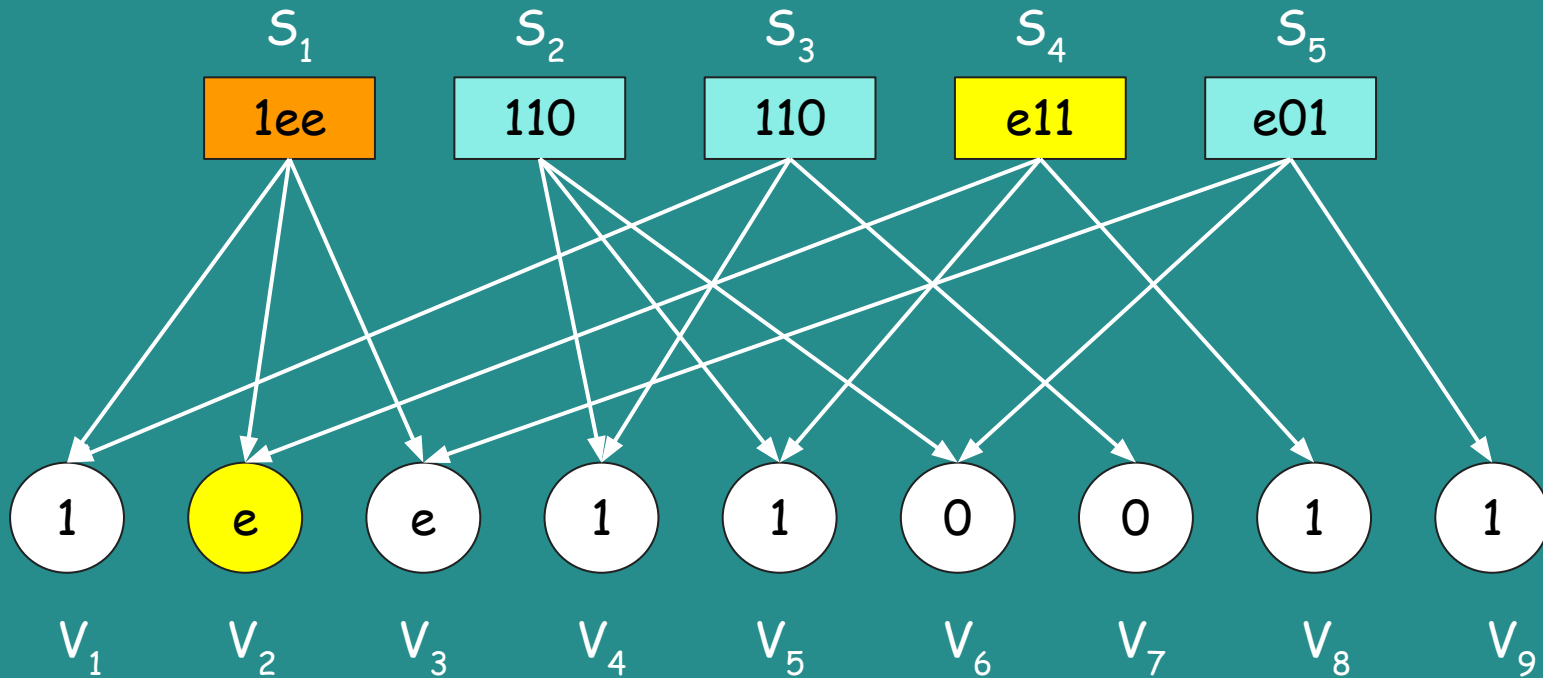 S₁ S₂ S₃ S₄ S₅
1ee 110 110 e11 e01
1 e e 1 1 0 0 1 1
V₁ V₂ V₃ V₄ V₅ V₆ V₇ V₈ V₉